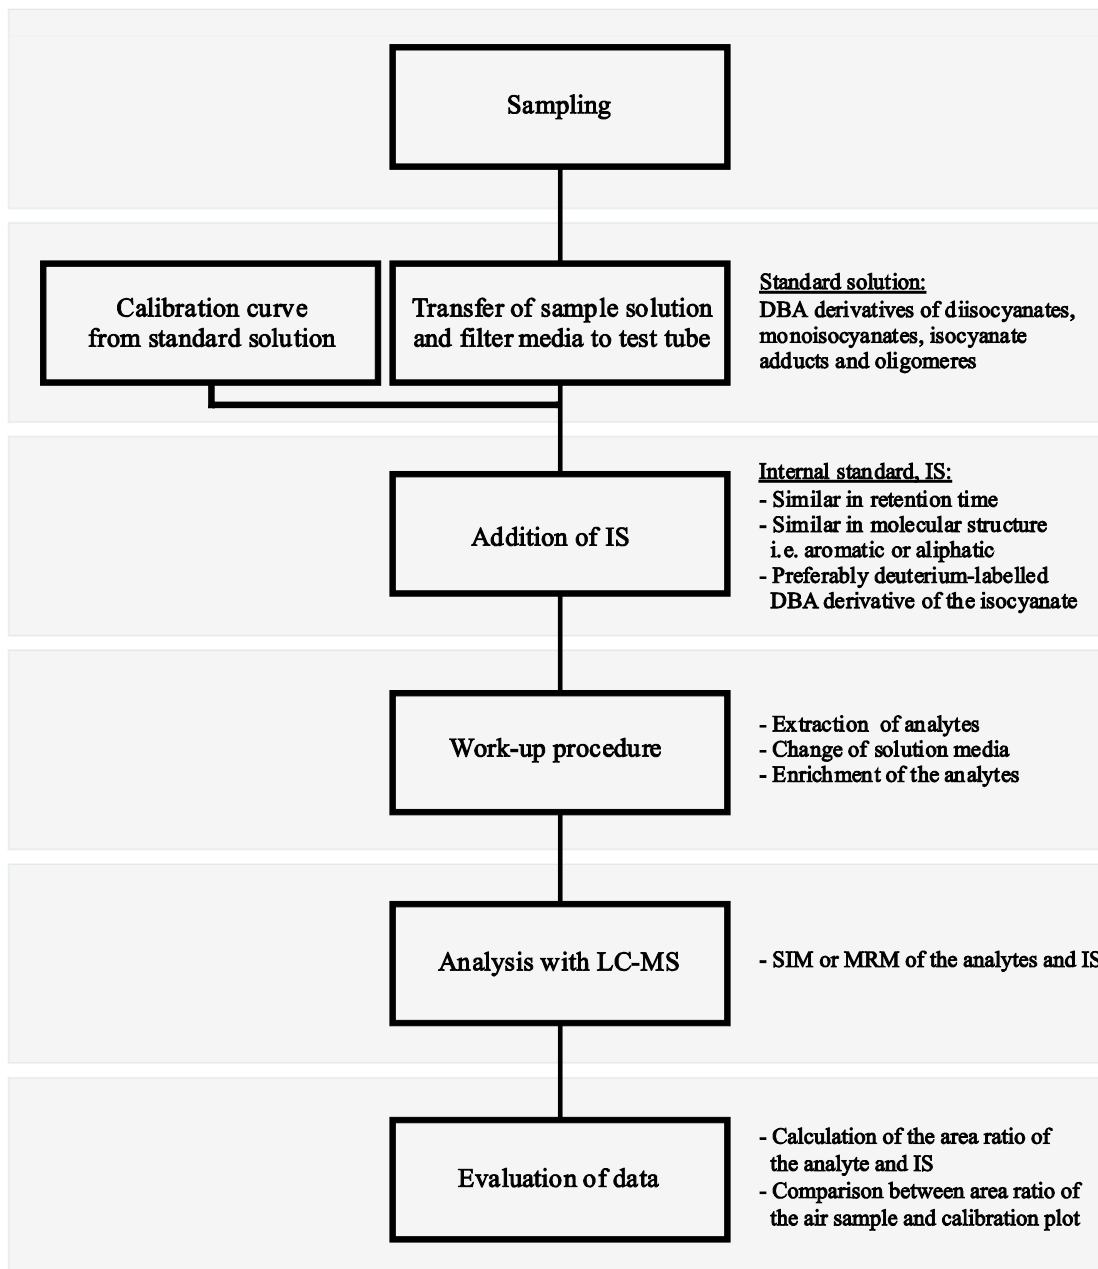 Sampling
Calibration curve
from standard solution
Transfer of sample solution
and filter media to test tube
Standard solution:
DBA derivatives of diisocyanates,
monoisocyanates, isocyanate
adducts and oligomeres
Addition of IS
Internal standard, IS:
- Similar in retention time
- Similar in molecular structure
i.e. aromatic or aliphatic
- Preferably deuterium-labelled
DBA derivative of the isocyanate
Work-up procedure
- Extraction of analytes
- Change of solution media
- Enrichment of the analytes
Analysis with LC-MS
- SIM or MRM of the analytes and IS
Evaluation of data
- Calculation of the area ratio of
the analyte and IS
- Comparison between area ratio of
the air sample and calibration plot